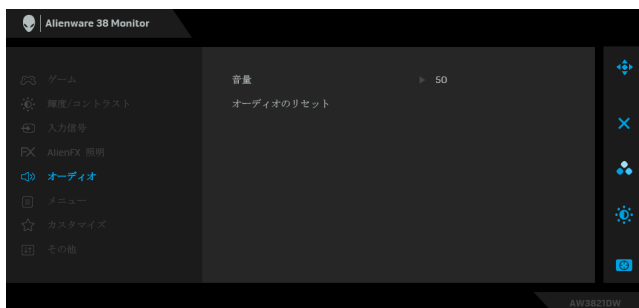 Alienware 38 Monitor
ゲーム
輝度/コントラスト
入力信号
FX AlienFX 照明
オーディオ
メニュー
カスタマイズ
その他
音量 50
オーディオのリセット
AW3821DW